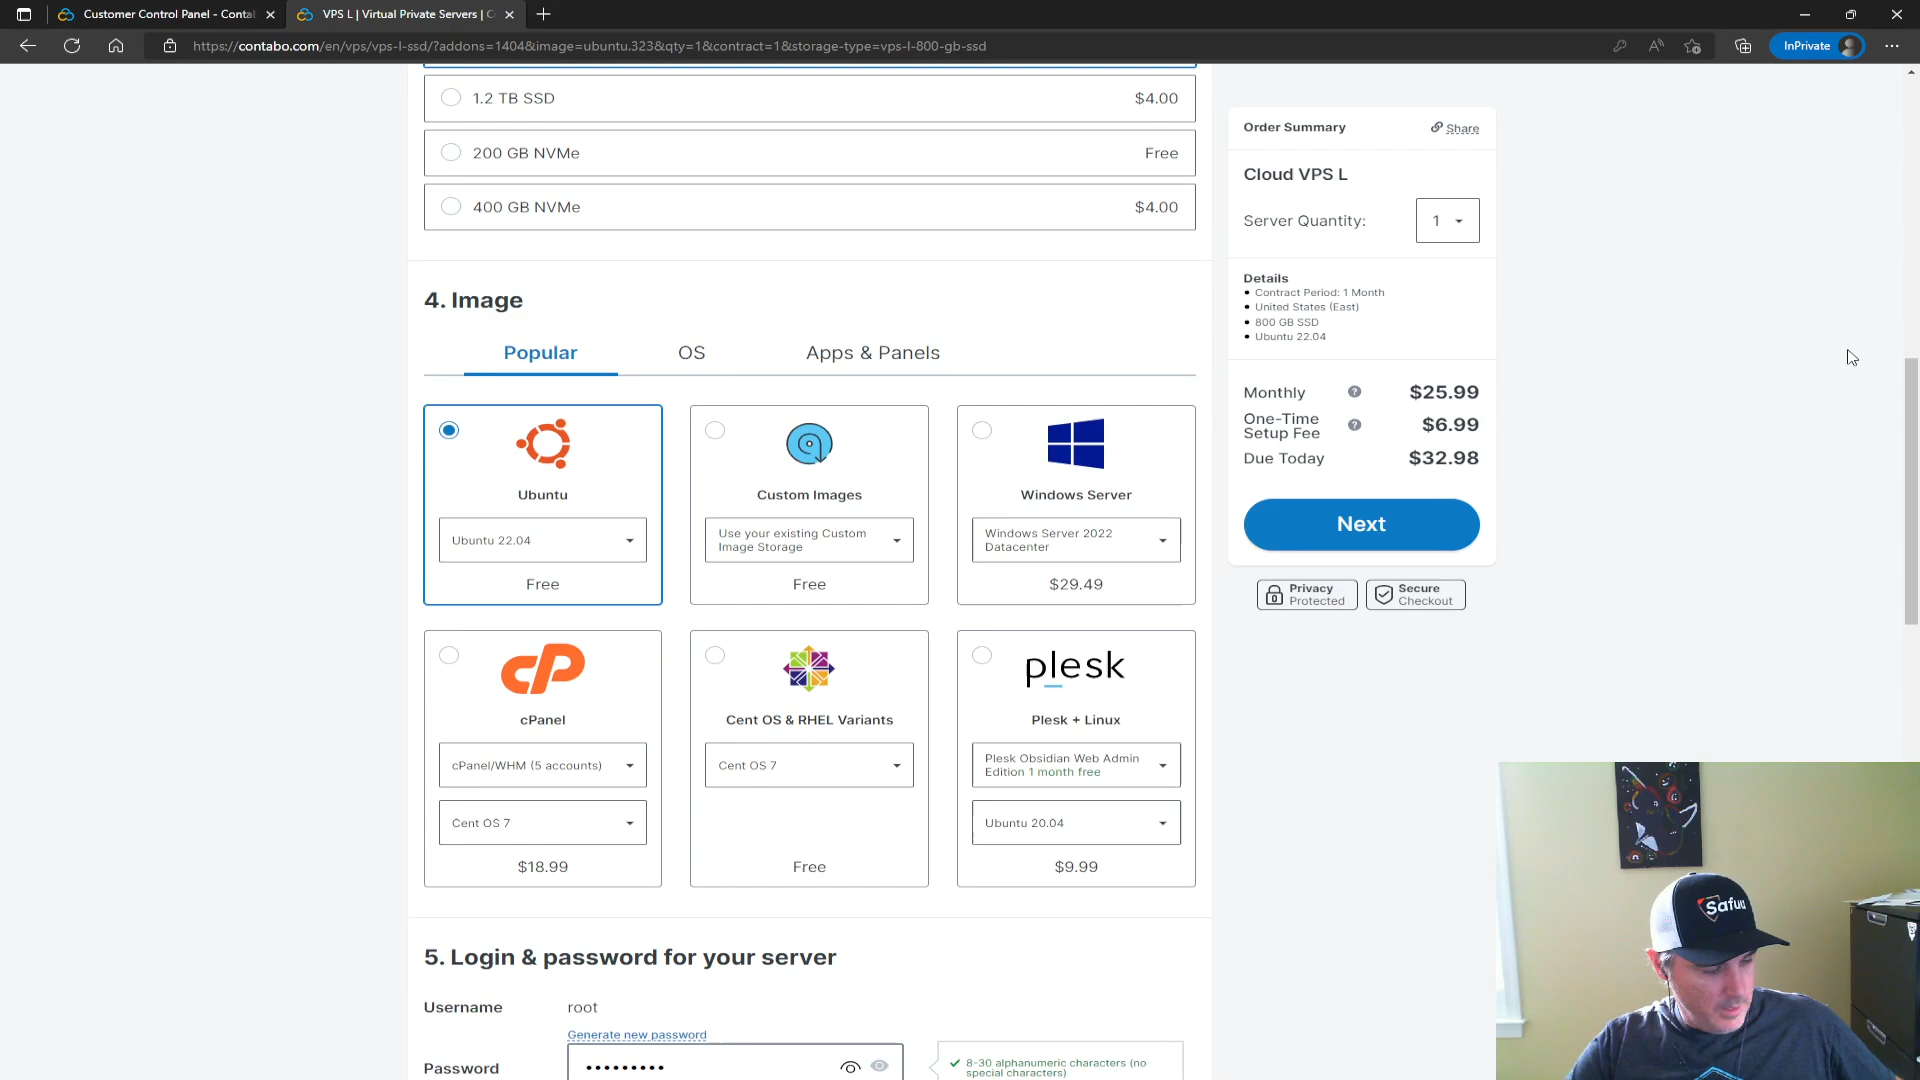 Customer Control Panel - Conta
VPS L | Virtual Private Servers | C
https://contabo.com/en/vps/vps-l-ssd/?addons=1404&image=ubuntu.323&qty=1&contract=1&storage-type=vps-l-800-gb-ssd
InPrivate
1.2 TB SSD $4.00
200 GB NVMe Free
400 GB NVMe $4.00
4. Image
Popular OS Apps & Panels
Ubuntu
Ubuntu 22.04
Free
Custom Images
Use your existing Custom
Image Storage
Free
Windows Server
Windows Server 2022
Datacenter
$29.49
cP
cPanel
cPanel/WHM (5 accounts)
Cent OS 7
$18.99
Cent OS & RHEL Variants
Cent OS 7
Free
plesk
Plesk + Linux
Plesk Obsidian Web Admin
Edition 1 month free
Ubuntu 20.04
$9.99
5. Login & password for your server
Username root
Generate new password
Password
8-30 alphanumeric characters (no
special characters)
Order Summary Share
Cloud VPS L
Server Quantity: 1
Details
Contract Period: 1 Month
United States (East)
800 GB SSD
Ubuntu 22.04
Monthly $25.99
One-Time
Setup Fee $6.99
Due Today $32.98
Next
Privacy
Protected
Secure
Checkout
Safuu